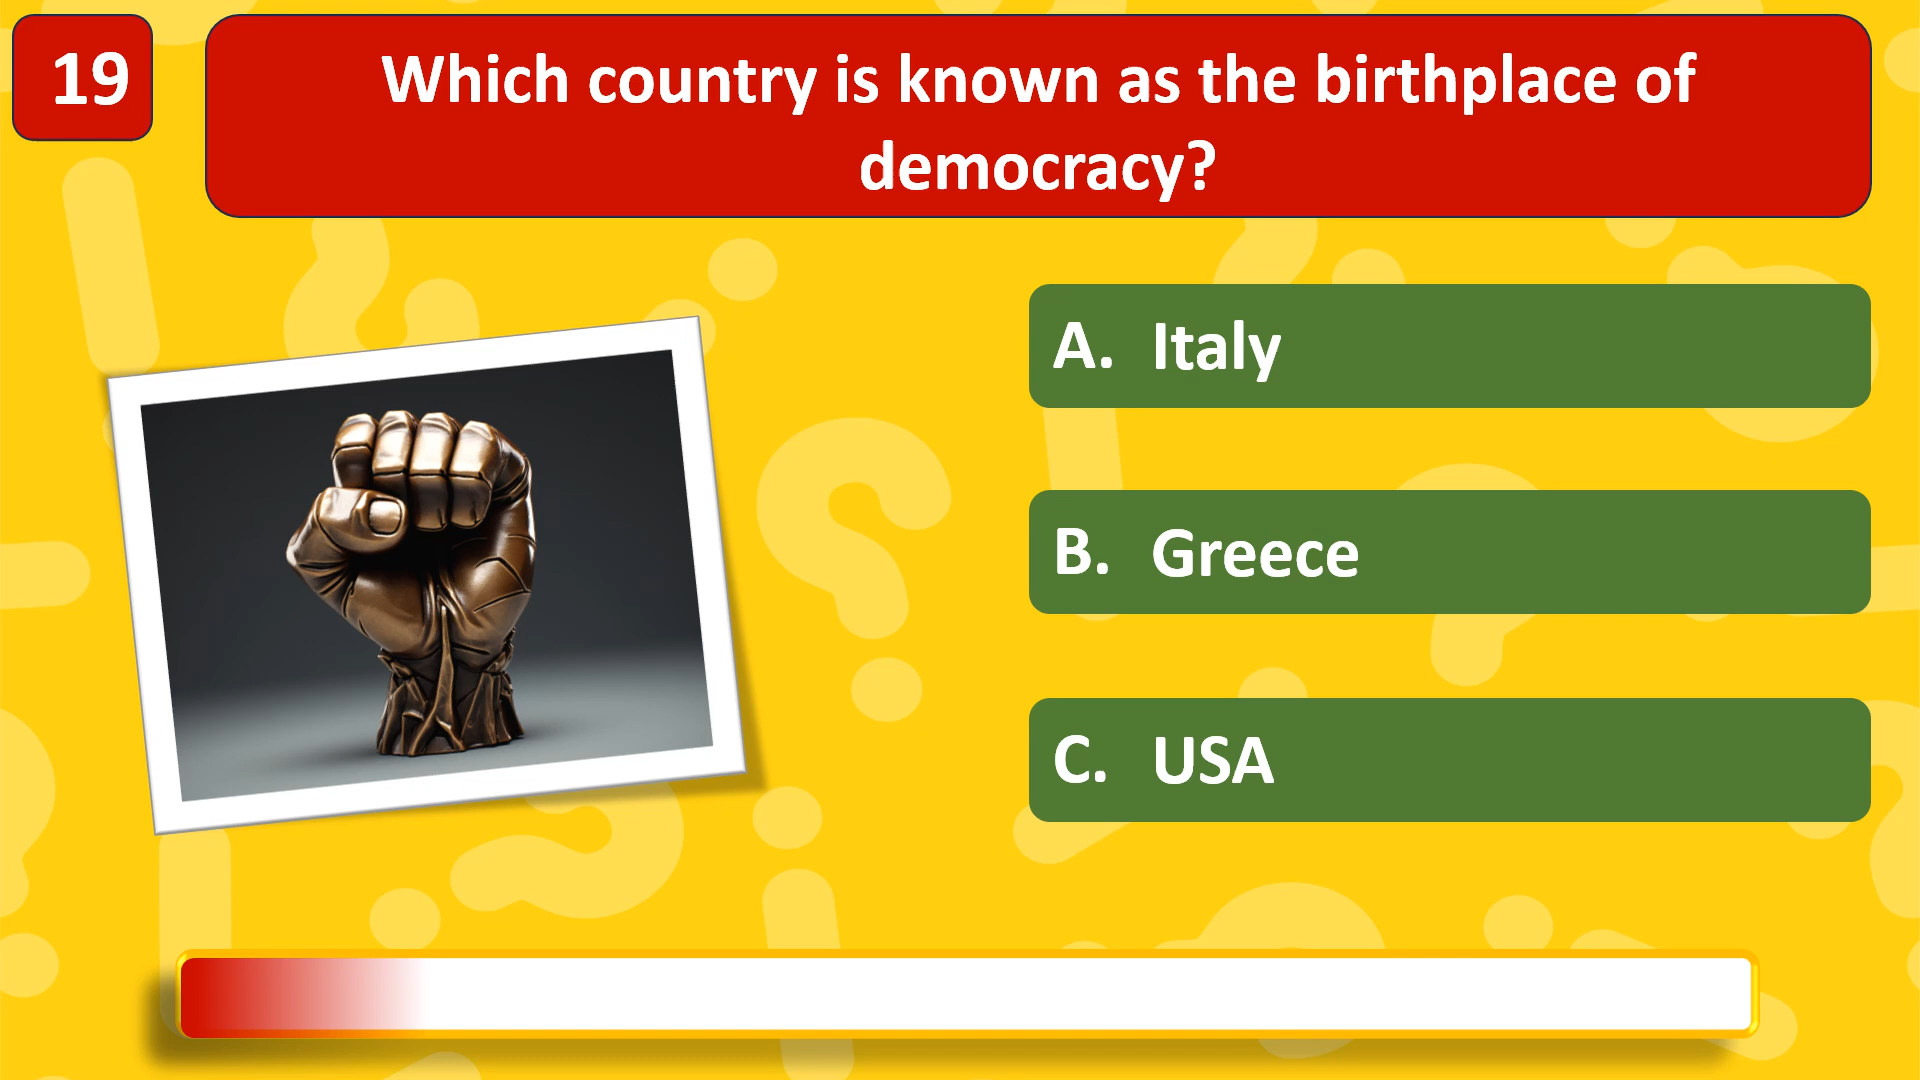 19
Which country is known as the birthplace of
democracy?
A. Italy
B. Greece
C. USA